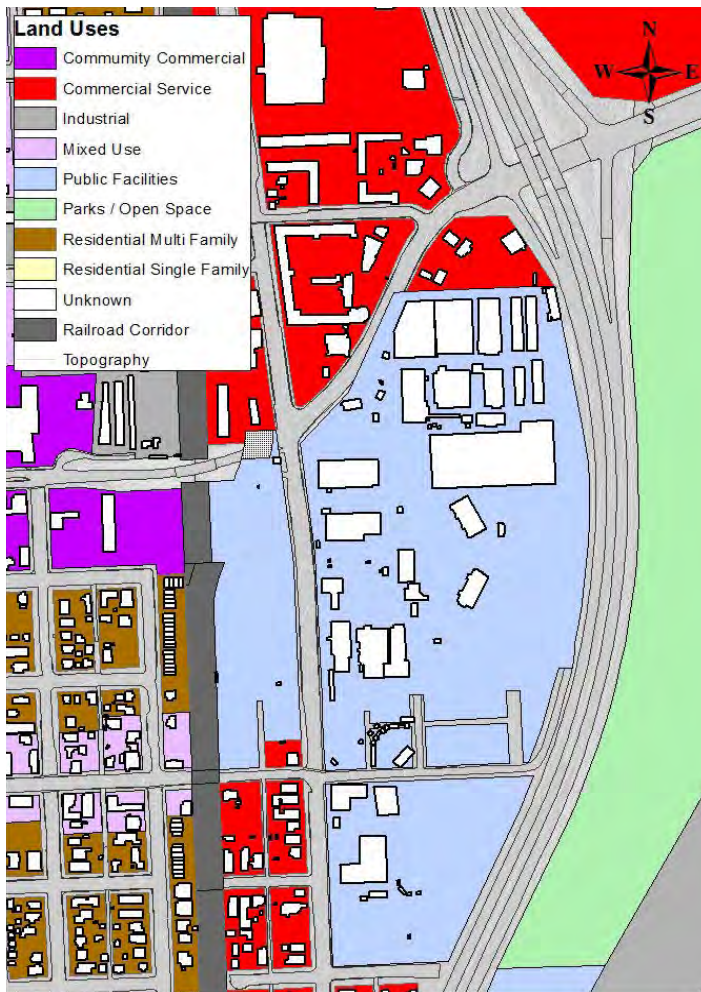 Land Uses
Community Commercial
Commercial Service
Industrial
Mixed Use
Public Facilities
Parks / Open Space
Residential Multi Family
Residential Single Family
Unknown
Railroad Corridor
Topography
N
W E
S